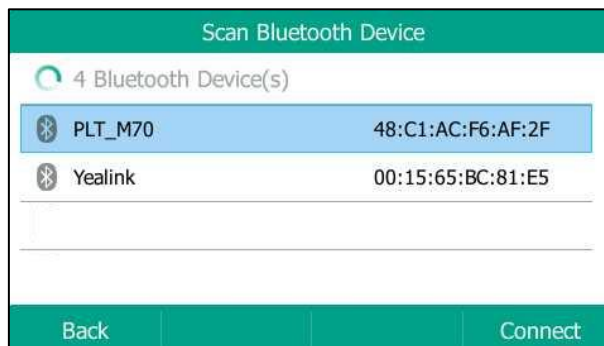 Scan Bluetooth Device
4 Bluetooth Device(s)
PLT_M70 48:C1:AC:F6:AF:2F
Yealink 00:15:65:BC:81:E5
Back Connect